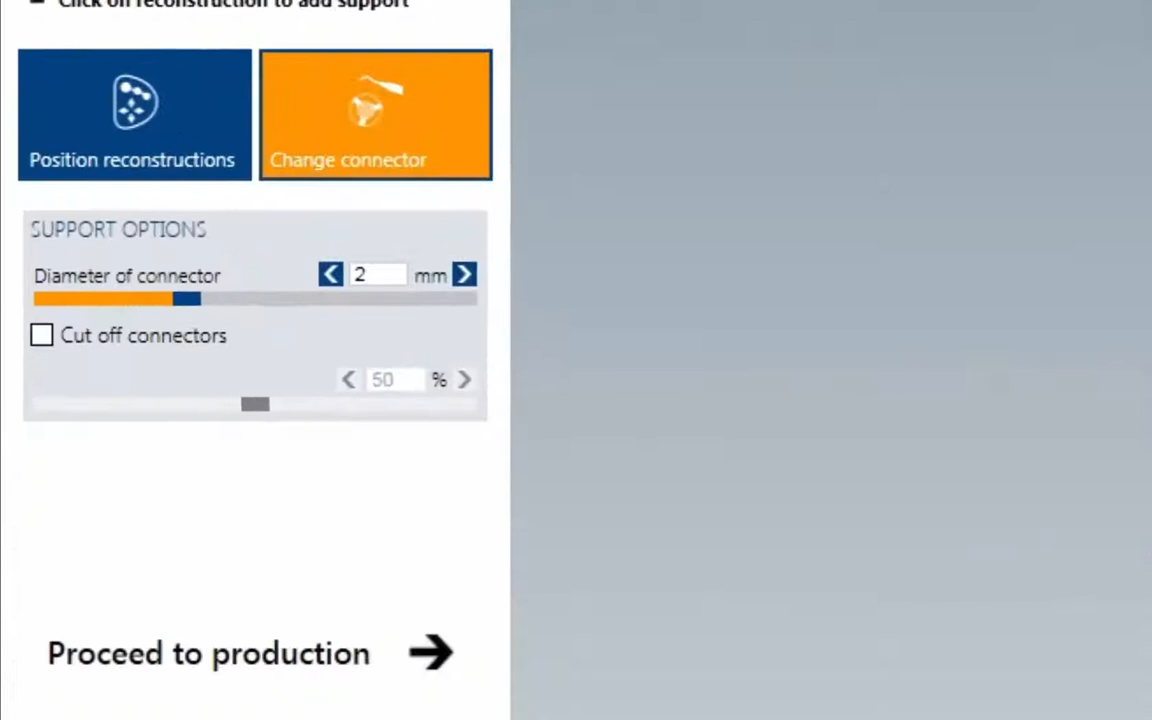 Click on reconstruction to add support
Position reconstructions
Change connector
SUPPORT OPTIONS
Diameter of connector 2 mm
Cut off connectors
50 %
Proceed to production